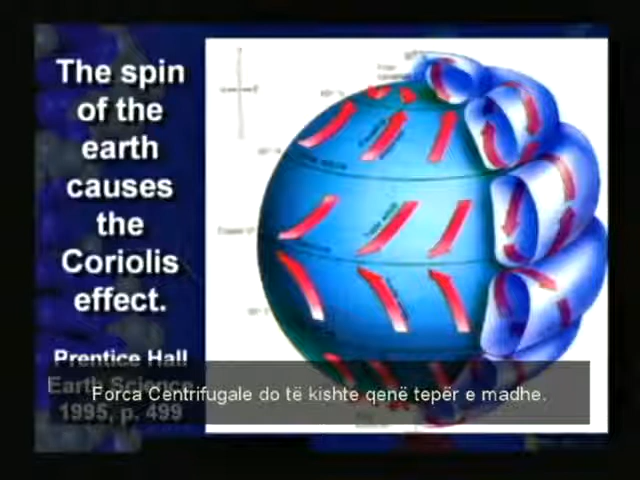 The spin
of the
earth
causes
the
Coriolis
effect.
Prentice Hall
Earth Science
1995, p. 499
Forca Centrifugale do të kishte qenë tepër e madhe.